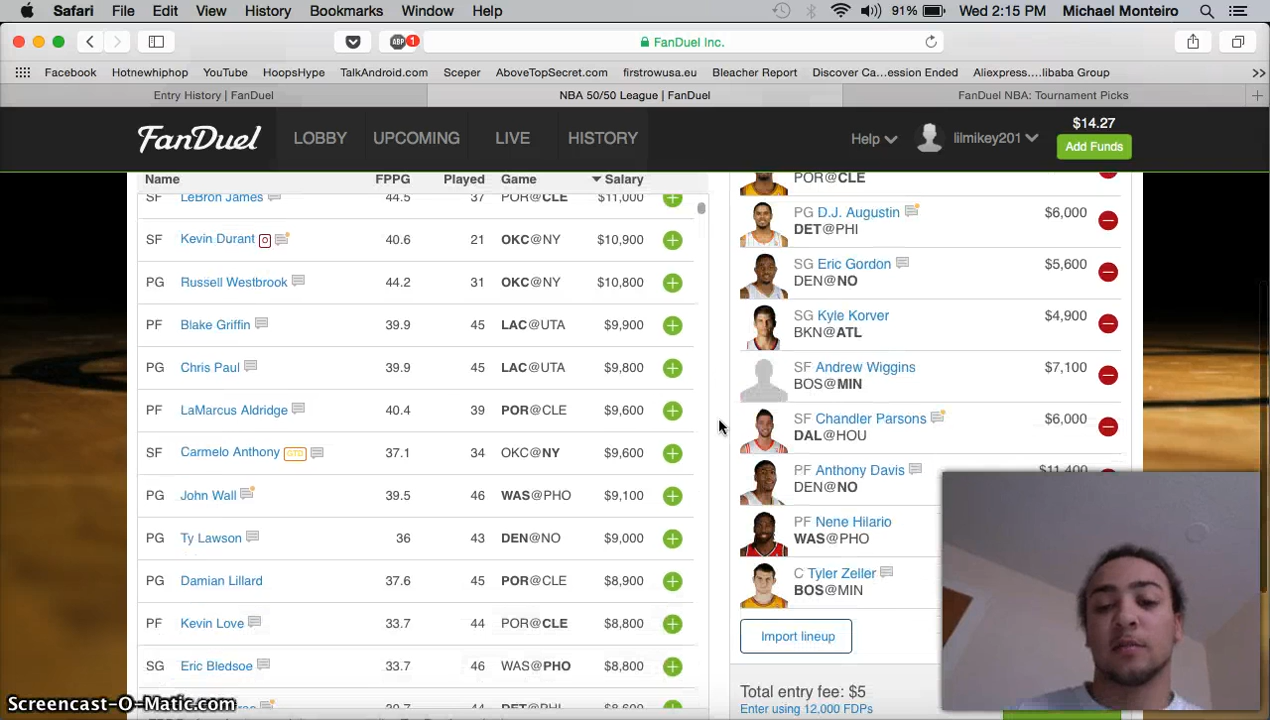 Safari File Edit View History Bookmarks Window Help 91% Wed 2:15 PM Michael Monteiro
ABP 1 FanDuel Inc.
Facebook Hotnewhiphop YouTube HoopsHype TalkAndroid.com Sceper AboveTopSecret.com firstrowusa.eu Bleacher Report Discover Ca...ession Ended Aliexpress....libaba Group >>
Entry History | FanDuel NBA 50/50 League | FanDuel FanDuel NBA: Tournament Picks +
FanDuel LOBBY UPCOMING LIVE HISTORY Help lilmikey201 $14.27
Add Funds
Name FPPG Played Game Salary
SF LeBron James 44.5 37 POR@CLE $11,000
SF Kevin Durant O 40.6 21 OKC@NY $10,900
PG Russell Westbrook 44.2 31 OKC@NY $10,800
PF Blake Griffin 39.9 45 LAC@UTA $9,900
PG Chris Paul 39.9 45 LAC@UTA $9,800
PF LaMarcus Aldridge 40.4 39 POR@CLE $9,600
SF Carmelo Anthony GTD 37.1 34 OKC@NY $9,600
PG John Wall 39.5 46 WAS@PHO $9,100
PG Ty Lawson 36 43 DEN@NO $9,000
PG Damian Lillard 37.6 45 POR@CLE $8,900
PF Kevin Love 33.7 44 POR@CLE $8,800
SG Eric Bledsoe 33.7 46 WAS@PHO $8,800
44 DET@PHI
POR@CLE
PG D.J. Augustin $6,000
DET@PHI
SG Eric Gordon $5,600
DEN@NO
SG Kyle Korver $4,900
BKN@ATL
SF Andrew Wiggins $7,100
BOS@MIN
SF Chandler Parsons $6,000
DAL@HOU
PF Anthony Davis $11,400
DEN@NO
PF Nene Hilario
WAS@PHO
C Tyler Zeller
BOS@MIN
Import lineup
Total entry fee: $5
Enter using 12,000 FDPs
Screencast-O-Matic.com